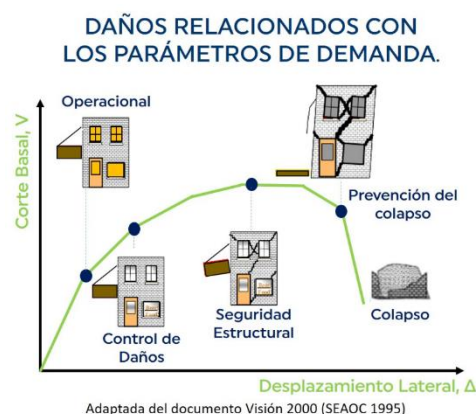 DAÑOS RELACIONADOS CON
LOS PARÁMETROS DE DEMANDA.
Operacional
Corte Basal, V
Prevención del
colapso
Control de
Daños
Seguridad
Estructural
Colapso
Desplazamiento Lateral, Δ
Adaptada del documento Visión 2000 (SEAOC 1995)